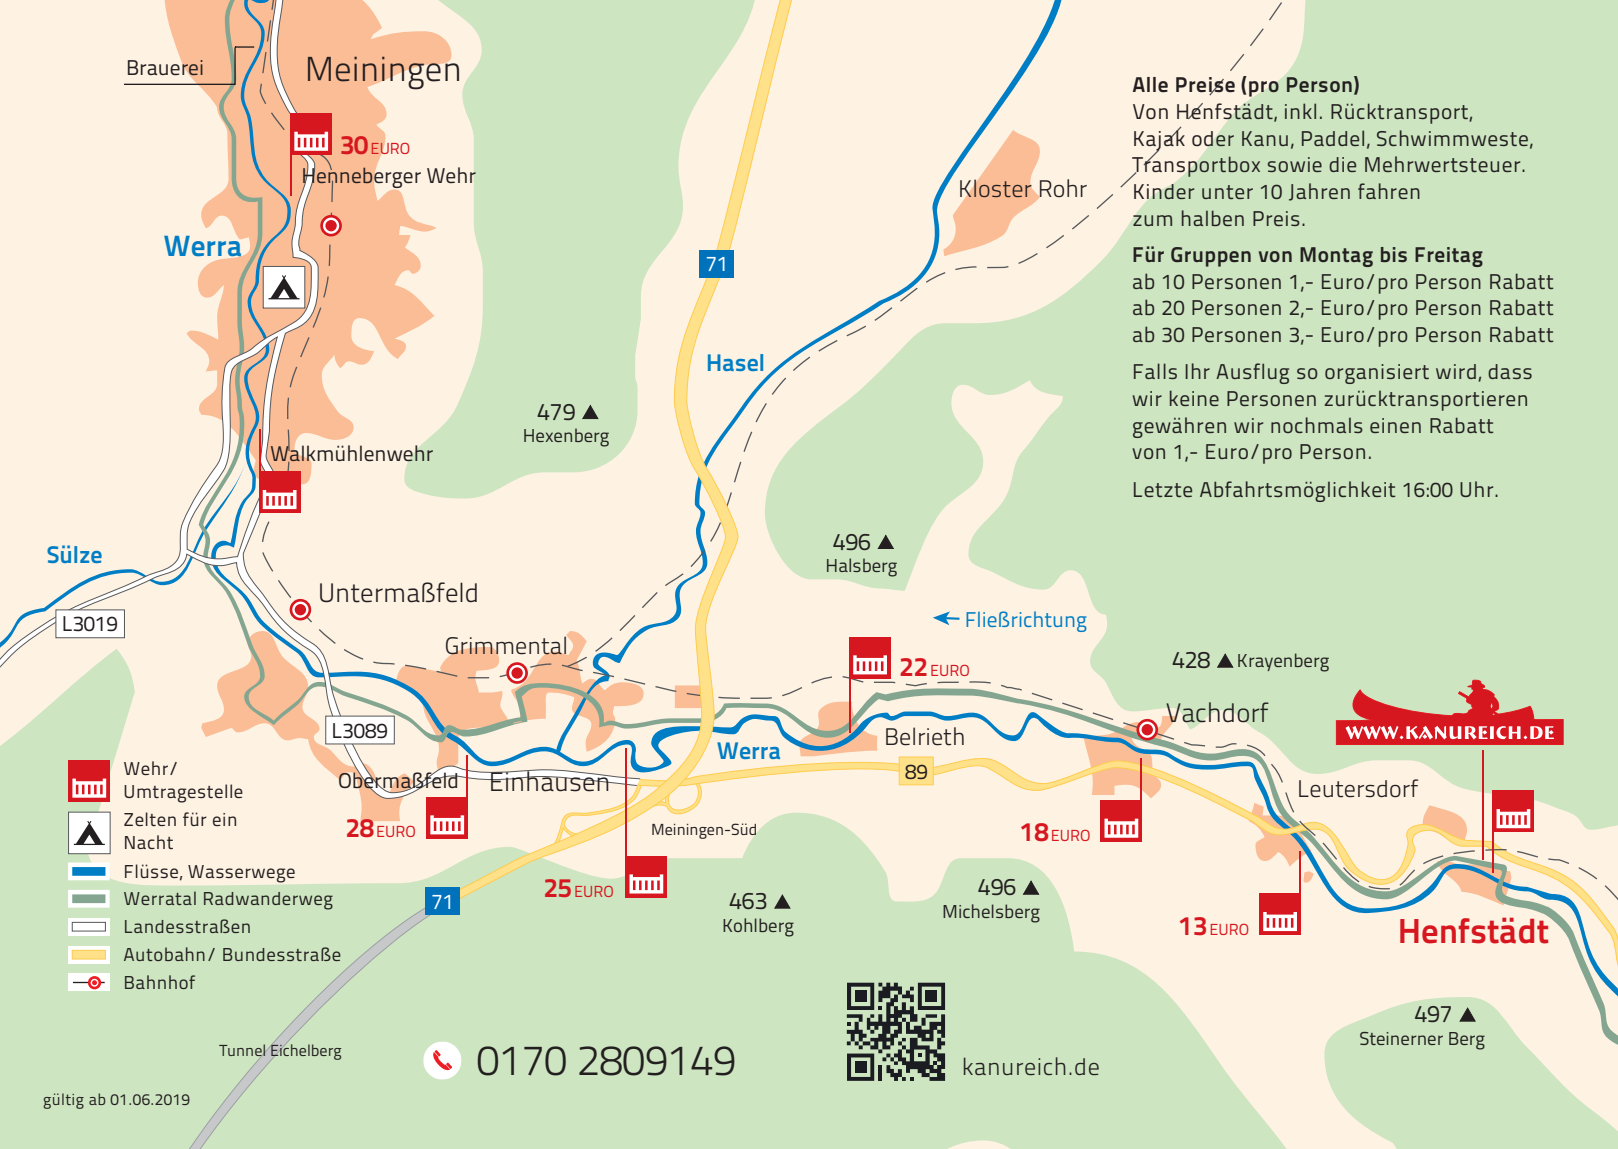 Brauerei
Meiningen
30 EURO
Henneberger Wehr
Werra
71
Kloster Rohr
Hasel
479
Hexenberg
Walkmühlenwehr
Sülze
L3019
Untermaßfeld
Grimmental
496
Halsberg
Fließrichtung
22 EURO
428 Krayenberg
Vachdorf
WWW.KANUREICH.DE
L3089
Werra
Belrieth
89
Obermaßfeld
Einhausen
Leutersdorf
28 EURO
Meiningen-Süd
18 EURO
25 EURO
71
463
Kohlberg
496
Michelsberg
13 EURO
Henfstädt
497
Steinerner Berg
Alle Preise (pro Person)
Von Henfstädt, inkl. Rücktransport,
Kajak oder Kanu, Paddel, Schwimmweste,
Transportbox sowie die Mehrwertsteuer.
Kinder unter 10 Jahren fahren
zum halben Preis.
Für Gruppen von Montag bis Freitag
ab 10 Personen 1,- Euro/pro Person Rabatt
ab 20 Personen 2,- Euro/pro Person Rabatt
ab 30 Personen 3,- Euro/pro Person Rabatt
Falls Ihr Ausflug so organisiert wird, dass
wir keine Personen zurücktransportieren
gewähren wir nochmals einen Rabatt
von 1,- Euro/pro Person.
Letzte Abfahrtsmöglichkeit 16:00 Uhr.
Wehr/
Umtragestelle
Zelten für ein
Nacht
Flüsse, Wasserwege
Werratal Radwanderweg
Landesstraßen
Autobahn/ Bundesstraße
Bahnhof
Tunnel Eichelberg
0170 2809149
kanureich.de
gültig ab 01.06.2019